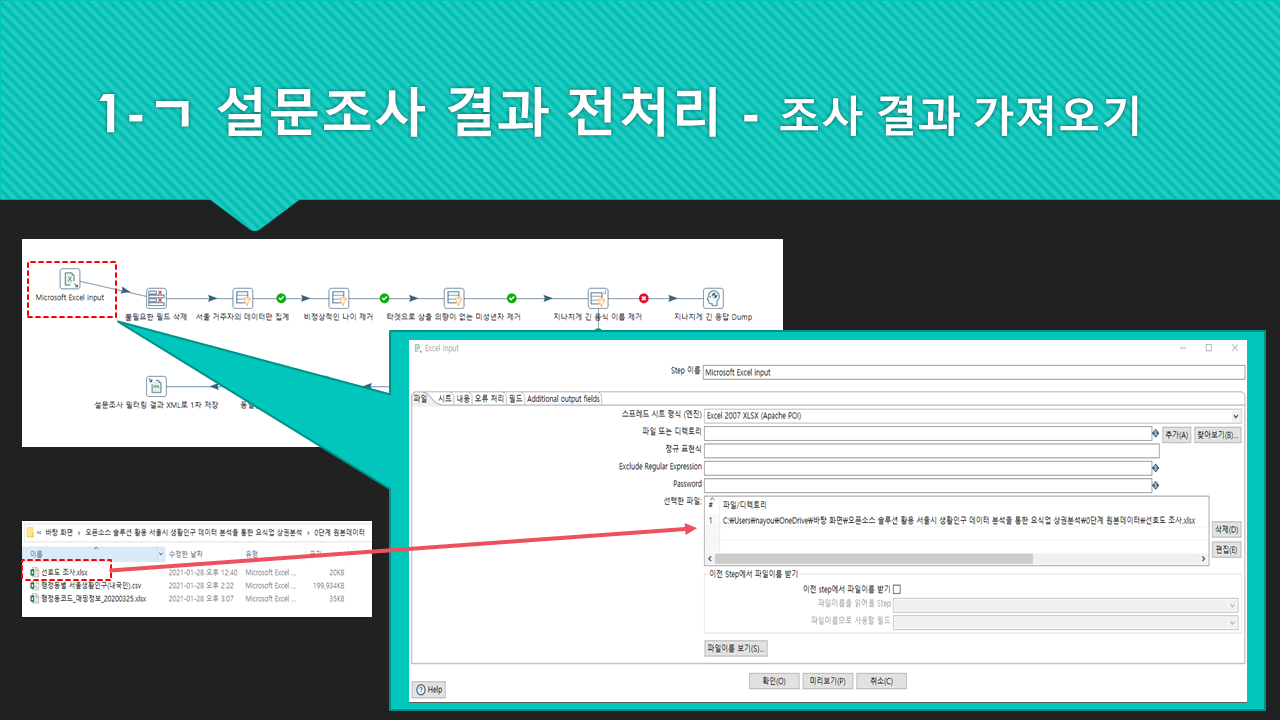 1-ㄱ 설문조사 결과 전처리 - 조사 결과 가져오기
Microsoft Excel input
불필요한 필드 삭제
서울 거주자의 데이터만 집계
비정상적인 나이 제거
타겟으로 삼을 의향이 없는 미성년자 제거
지나치게 긴 음식 이름 제거
지나치게 긴 응답 Dump
설문조사 필터링 결과 XML로 1차 저장
« 바탕 화면 › 오픈소스 솔루션 활용 서울시 생활인구 데이터 분석을 통한 요식업 상권분석 › 0단계 원본데이터
이름 수정한 날짜 유형 크기
선호도 조사.xlsx 2021-01-28 오후 12:40 Microsoft Excel ... 20KB
행정동별 서울생활인구(내국인).csv 2021-01-28 오후 2:22 Microsoft Excel ... 199,934KB
행정동코드_매핑정보_20200325.xlsx 2021-01-28 오후 3:07 Microsoft Excel ... 35KB
Excel input
Step 이름 Microsoft Excel input
파일 시트 내용 오류 처리 필드 Additional output fields
스프레드 시트 형식 (엔진) Excel 2007 XLSX (Apache POI)
파일 또는 디렉토리 추가(A) 찾아보기(B)...
정규 표현식
Exclude Regular Expression
Password
선택한 파일: # 파일/디렉토리
1 C:₩Users₩nayou₩OneDrive₩바탕 화면₩오픈소스 솔루션 활용 서울시 생활인구 데이터 분석을 통한 요식업 상권분석₩0단계 원본데이터₩선호도 조사.xlsx
삭제(D)
편집(E)
이전 Step에서 파일이름 받기
이전 step에서 파일이름 받기
파일이름을 읽어올 Step
파일이름으로 사용할 필드
파일이름 보기(S)...
확인(O) 미리보기(P) 취소(C)
Help